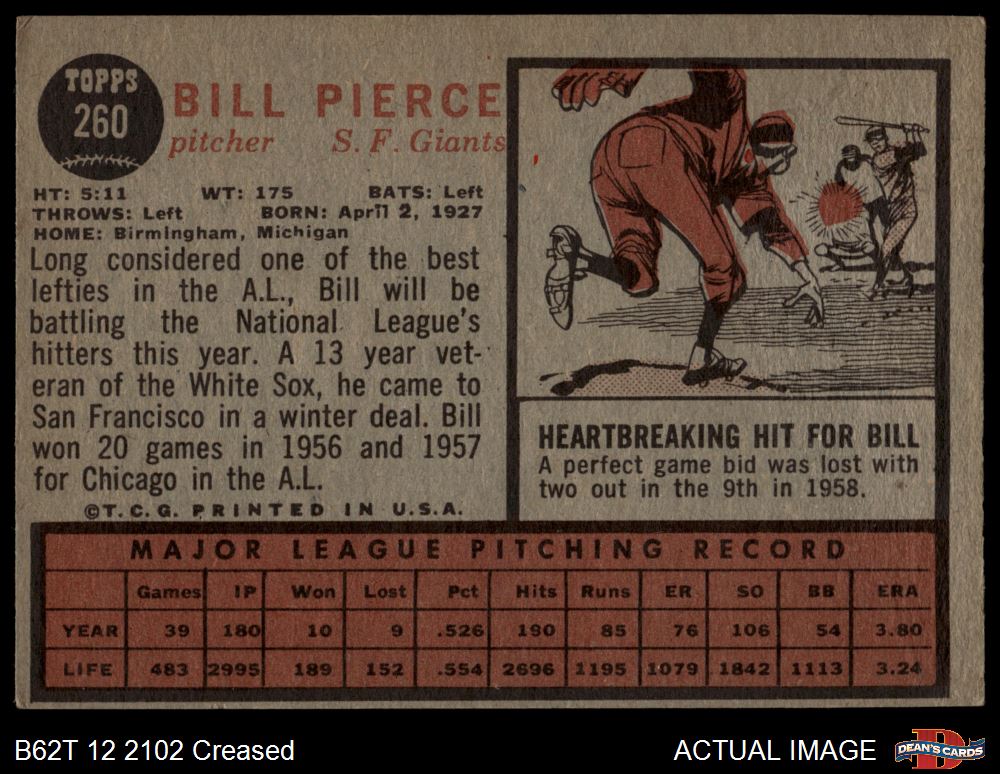 TOPPS
260
BILL PIERCE
pitcher S. F. Giants
HT: 5:11 WT: 175 BATS: Left
THROWS: Left BORN: April 2, 1927
HOME: Birmingham, Michigan
Long considered one of the best
lefties in the A.L., Bill will be
battling the National League's
hitters this year. A 13 year vet-
eran of the White Sox, he came to
San Francisco in a winter deal. Bill
won 20 games in 1956 and 1957
for Chicago in the A.L.
©T.C.G. PRINTED IN U.S.A.
HEARTBREAKING HIT FOR BILL
A perfect game bid was lost with
two out in the 9th in 1958.
MAJOR LEAGUE PITCHING RECORD
Games IP Won Lost Pct Hits Runs ER SO BB ERA
YEAR 39 180 10 9 .526 190 85 76 106 54 3.80
LIFE 483 2995 189 152 .554 2696 1195 1079 1842 1113 3.24
B62T 12 2102 Creased ACTUAL IMAGE DEAN'S CARDS